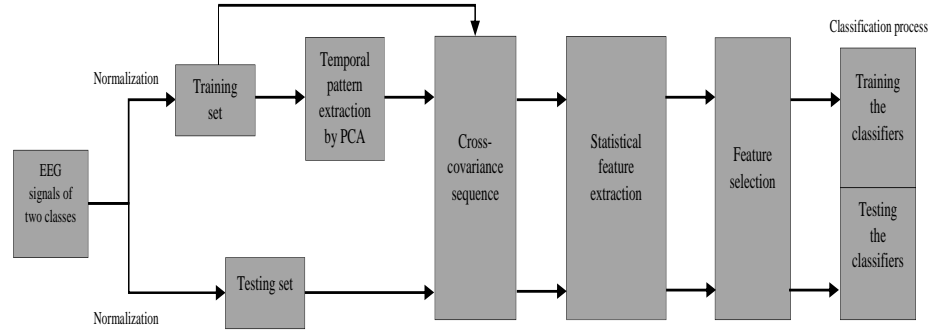 Classification process
Normalization
Training
set
Temporal
pattern
extraction
by PCA
Cross-
covariance
sequence
Statistical
feature
extraction
Feature
selection
Training
the
classifiers
EEG
signals of
two classes
Testing set
Testing
the
classifiers
Normalization